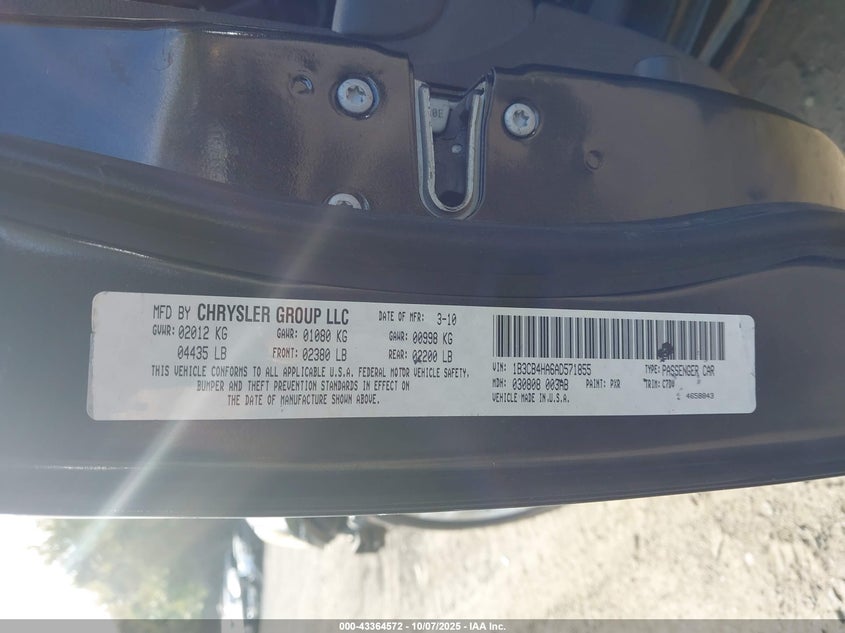 MFD BY CHRYSLER GROUP LLC DATE OF MFR: 3-10
GVWR: 02012 KG GAWR: 01080 KG GAWR: 00998 KG
04435 LB FRONT: 02380 LB REAR: 02200 LB
THIS VEHICLE CONFORMS TO ALL APPLICABLE U.S.A. FEDERAL MOTOR VEHICLE SAFETY,
BUMPER AND THEFT PREVENTION STANDARDS IN EFFECT ON
THE DATE OF MANUFACTURE SHOWN ABOVE.
VIN: 1B3CB4HA6AD571855 TYPE: PASSENGER CAR
MDH: 030808 PAINT: PXR TRIM:
VEHICLE MADE IN U.S.A. 4658843
000-43364572 - 10/07/2025 - IAA Inc.